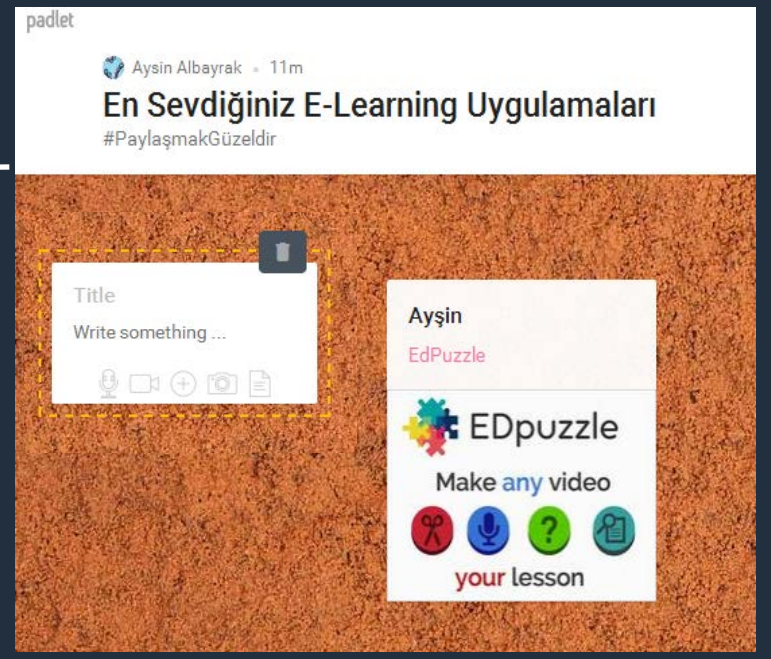 padlet
Aysin Albayrak • 11m
En Sevdiğiniz E-Learning Uygulamaları
#PaylaşmakGüzeldir
Title
Write something ...
Ayşin
EdPuzzle
EDpuzzle
Make any video
?
your lesson